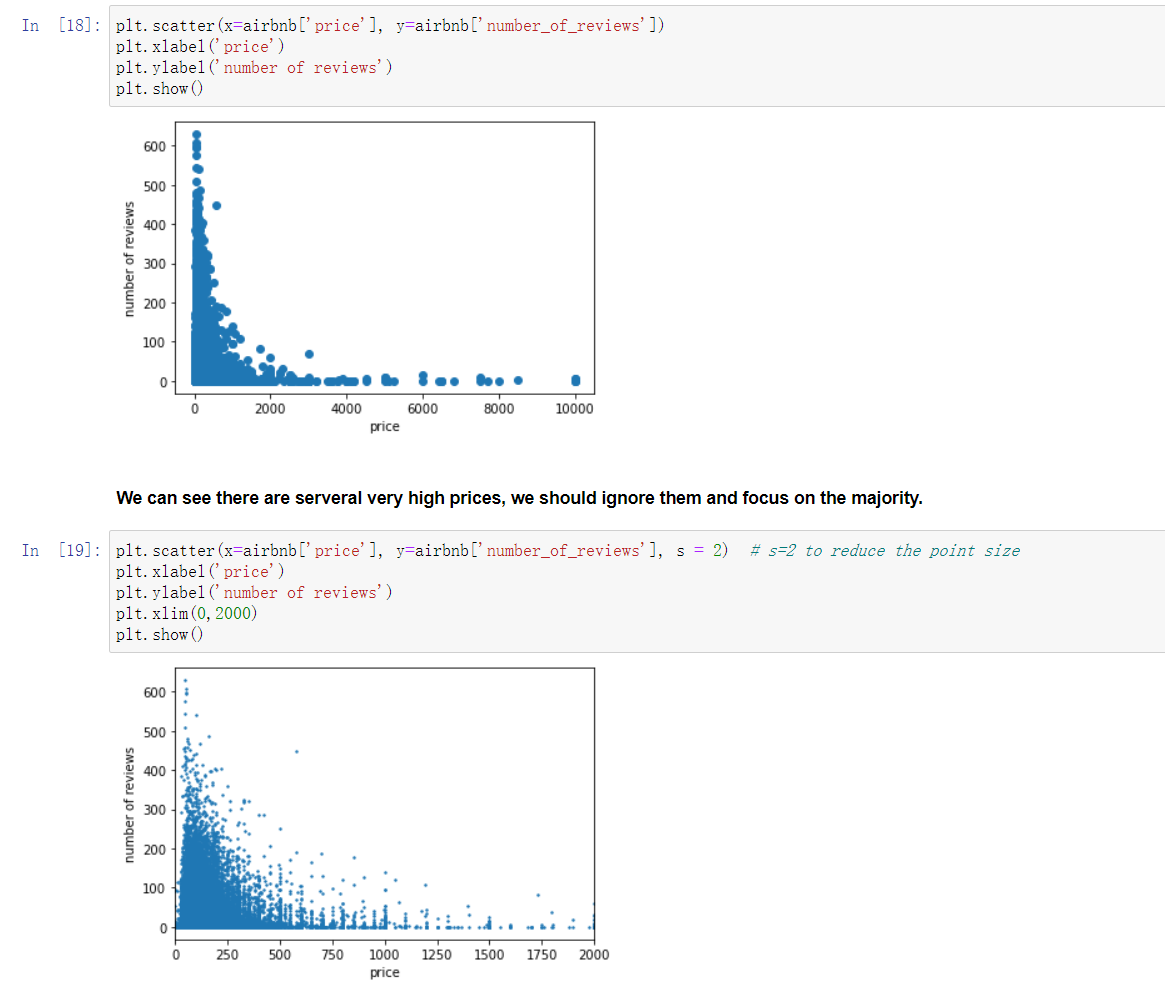 In [18]: plt.scatter(x=airbnb['price'], y=airbnb['number_of_reviews'])
plt.xlabel('price')
plt.ylabel('number of reviews')
plt.show()
600
500
400
300
200
100
0
number of reviews
0 2000 4000 6000 8000 10000
price
We can see there are serveral very high prices, we should ignore them and focus on the majority.
In [19]: plt.scatter(x=airbnb['price'], y=airbnb['number_of_reviews'], s = 2)  # s=2 to reduce the point size
plt.xlabel('price')
plt.ylabel('number of reviews')
plt.xlim(0,2000)
plt.show()
600
500
400
300
200
100
0
number of reviews
0 250 500 750 1000 1250 1500 1750 2000
price